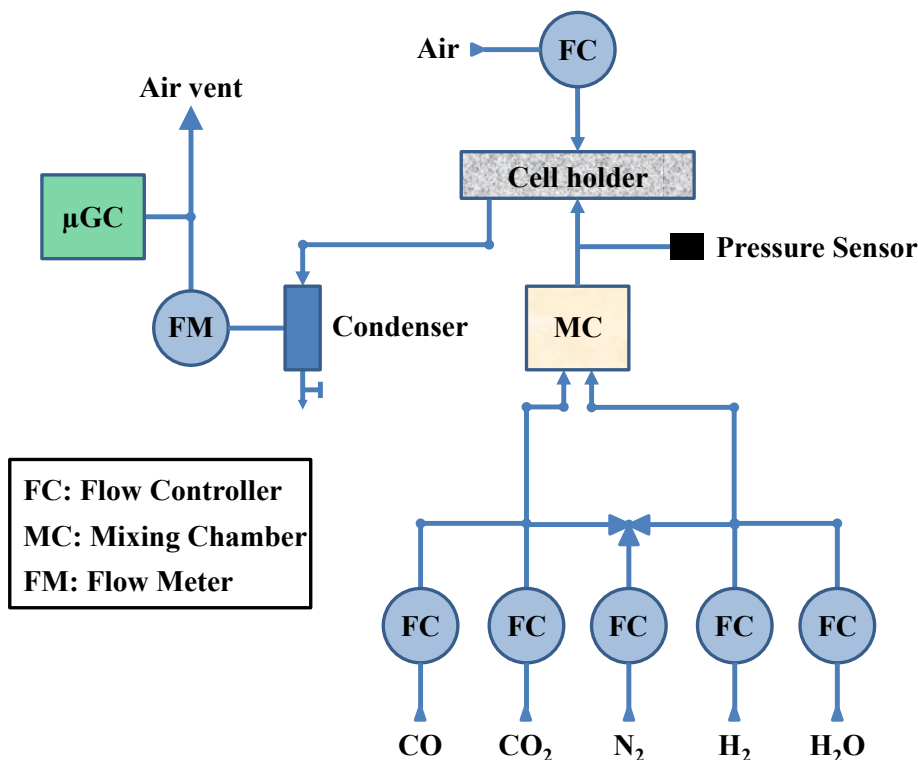 Air
FC
Air vent
Cell holder
µGC
Pressure Sensor
FM
Condenser
MC
FC: Flow Controller
MC: Mixing Chamber
FM: Flow Meter
FC
FC
FC
FC
FC
CO
CO₂
N₂
H₂
H₂O